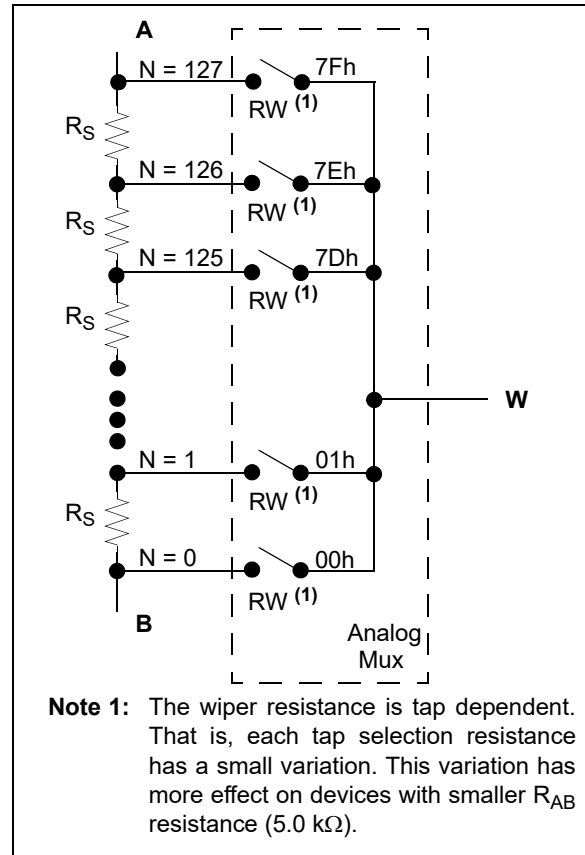 A
N = 127 7Fh
RW (1)
RS
N = 126 7Eh
RW (1)
RS
N = 125 7Dh
RW (1)
RS
W
N = 1 01h
RW (1)
RS
N = 0 00h
RW (1)
B
Analog
Mux
Note 1: The wiper resistance is tap dependent.
That is, each tap selection resistance
has a small variation. This variation has
more effect on devices with smaller RAB
resistance (5.0 kΩ).